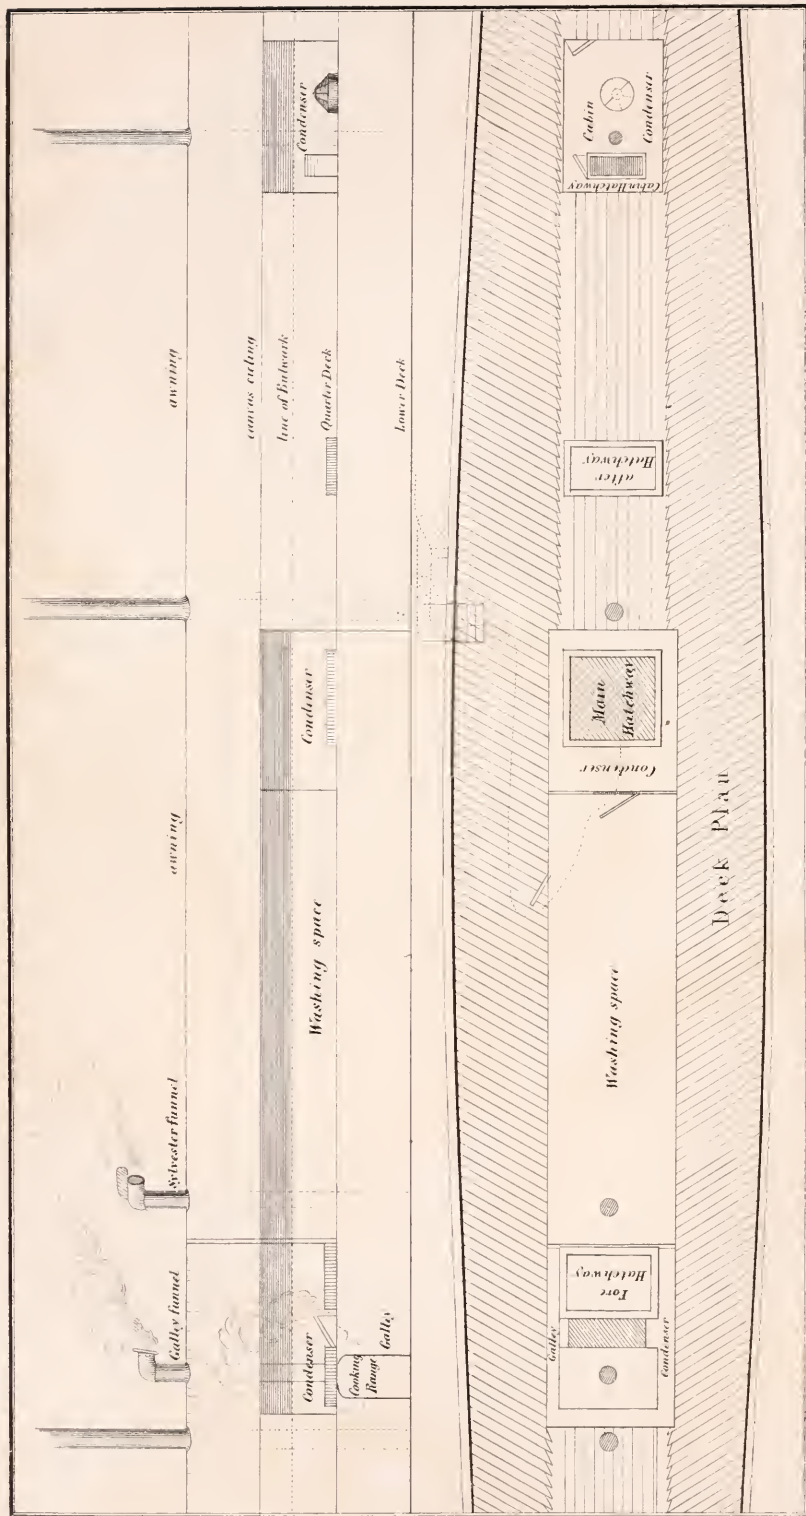 Galley funnel
Sylvester funnel
awning
awning
canvas cieling
line of Bulwork
Quarter Deck
Lower Deck
Condenser
Cooking
Range
Galley
Washing space
Condenser
Condenser
Galley
Condenser
Fore
Hatchway
Washing space
Condenser
Main
Hatchway
after
Hatchway
Cabin Hatchway
Cabin
Condenser
Deck Plan